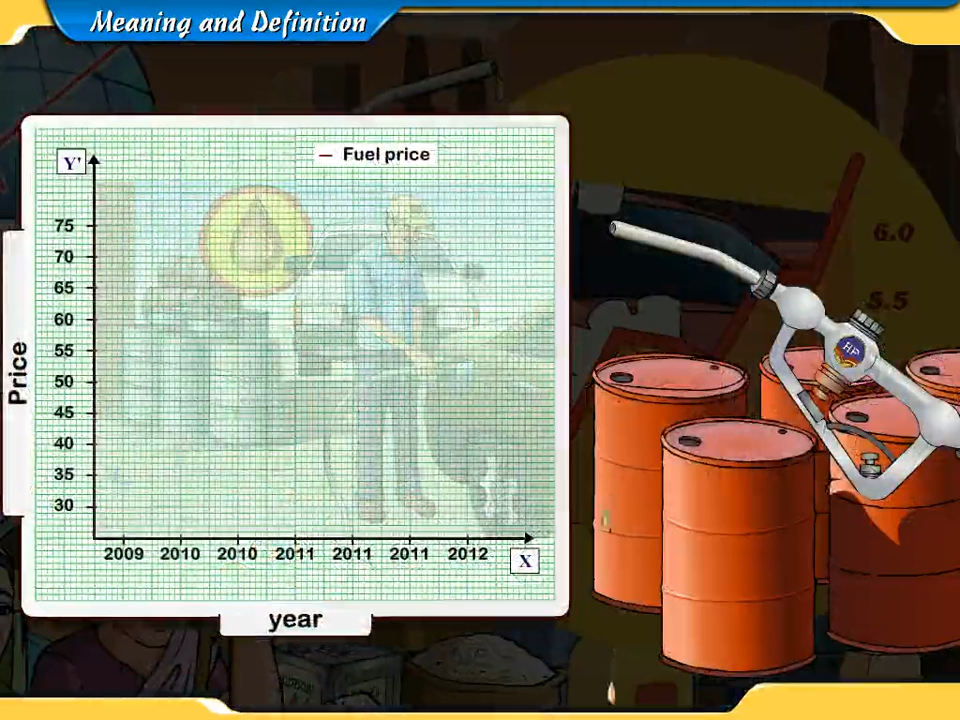 Meaning and Definition
Y'
Fuel price
75
70
65
60
55
50
45
40
35
30
Price
2009 2010 2010 2011 2011 2011 2012
X
year
6.0
5.5
HP